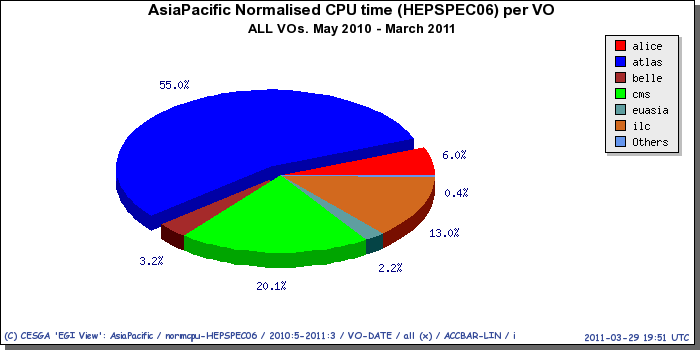 AsiaPacific Normalised CPU time (HEPSPEC06) per VO
ALL VOs. May 2010 - March 2011
alice
atlas
belle
cms
euasia
ilc
Others
55.0%
6.0%
0.4%
13.0%
2.2%
20.1%
3.2%
(C) CESGA 'EGI View': AsiaPacific / normcpu-HEPSPEC06 / 2010:5-2011:3 / VO-DATE / all (x) / ACCBAR-LIN / i
2011-03-29 19:51 UTC